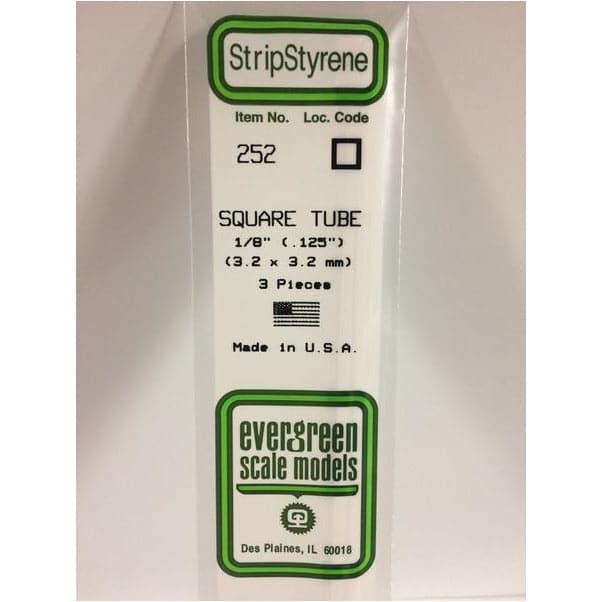 StripStyrene
Item No. Loc. Code
252
SQUARE TUBE
1/8" (.125")
(3.2 x 3.2 mm)
3 Pieces
Made in U.S.A.
evergreen
scale models
Des Plaines, IL 60018